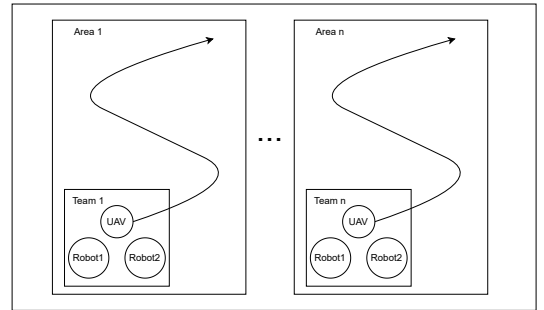 Area 1
Area n
...
Team 1
UAV
Robot1
Robot2
Team n
UAV
Robot1
Robot2